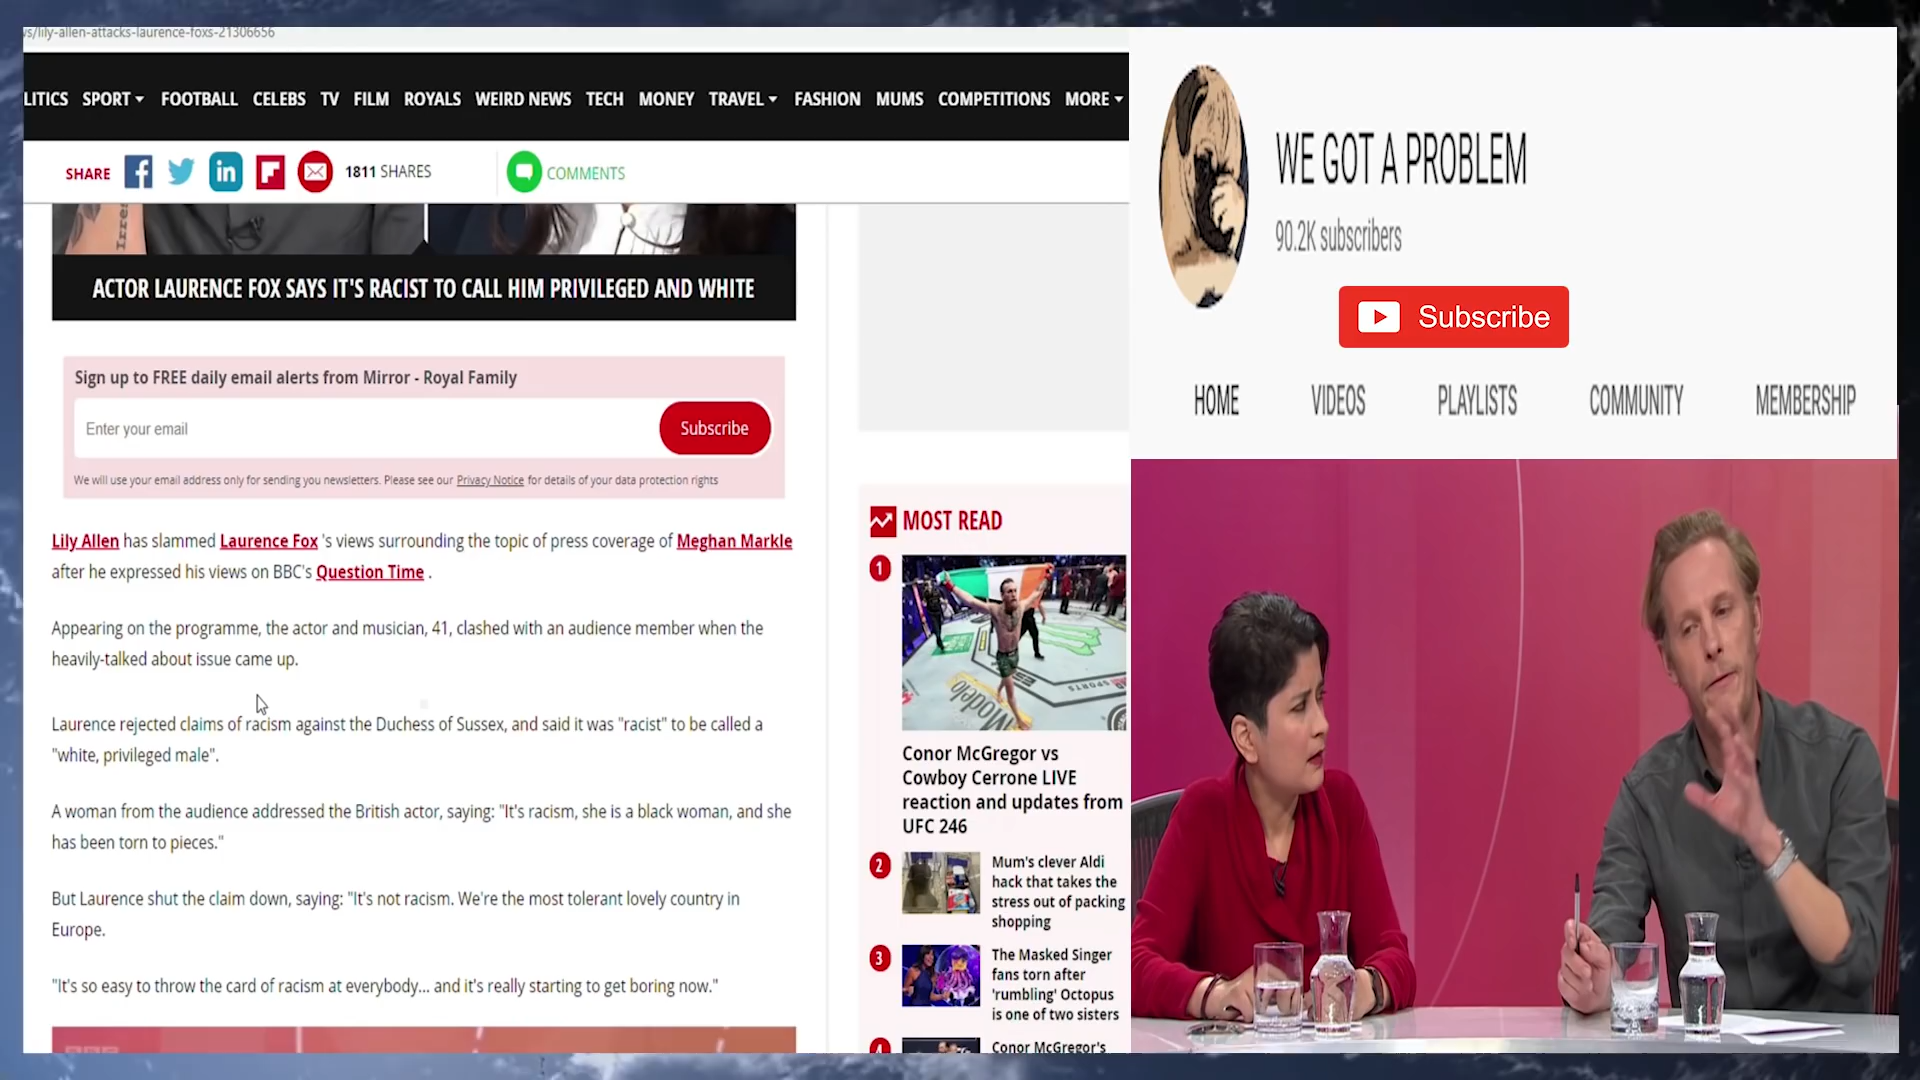 /lily-allen-attacks-laurence-foxs-21306656
LITICS SPORT FOOTBALL CELEBS TV FILM ROYALS WEIRD NEWS TECH MONEY TRAVEL FASHION MUMS COMPETITIONS MORE
SHARE 1811 SHARES COMMENTS
ACTOR LAURENCE FOX SAYS IT'S RACIST TO CALL HIM PRIVILEGED AND WHITE
Sign up to FREE daily email alerts from Mirror - Royal Family
Enter your email
Subscribe
We will use your email address only for sending you newsletters. Please see our Privacy Notice for details of your data protection rights
Lily Allen has slammed Laurence Fox 's views surrounding the topic of press coverage of Meghan Markle
after he expressed his views on BBC's Question Time .
Appearing on the programme, the actor and musician, 41, clashed with an audience member when the
heavily-talked about issue came up.
Laurence rejected claims of racism against the Duchess of Sussex, and said it was "racist" to be called a
"white, privileged male".
A woman from the audience addressed the British actor, saying: "It's racism, she is a black woman, and she
has been torn to pieces."
But Laurence shut the claim down, saying: "It's not racism. We're the most tolerant lovely country in
Europe.
"It's so easy to throw the card of racism at everybody... and it's really starting to get boring now."
MOST READ
1
Modelo
Conor McGregor vs
Cowboy Cerrone LIVE
reaction and updates from
UFC 246
2
Mum's clever Aldi
hack that takes the
stress out of packing
shopping
3
The Masked Singer
fans torn after
'rumbling' Octopus
is one of two sisters
4
Conor McGregor's
WE GOT A PROBLEM
90.2K subscribers
Subscribe
HOME VIDEOS PLAYLISTS COMMUNITY MEMBERSHIP